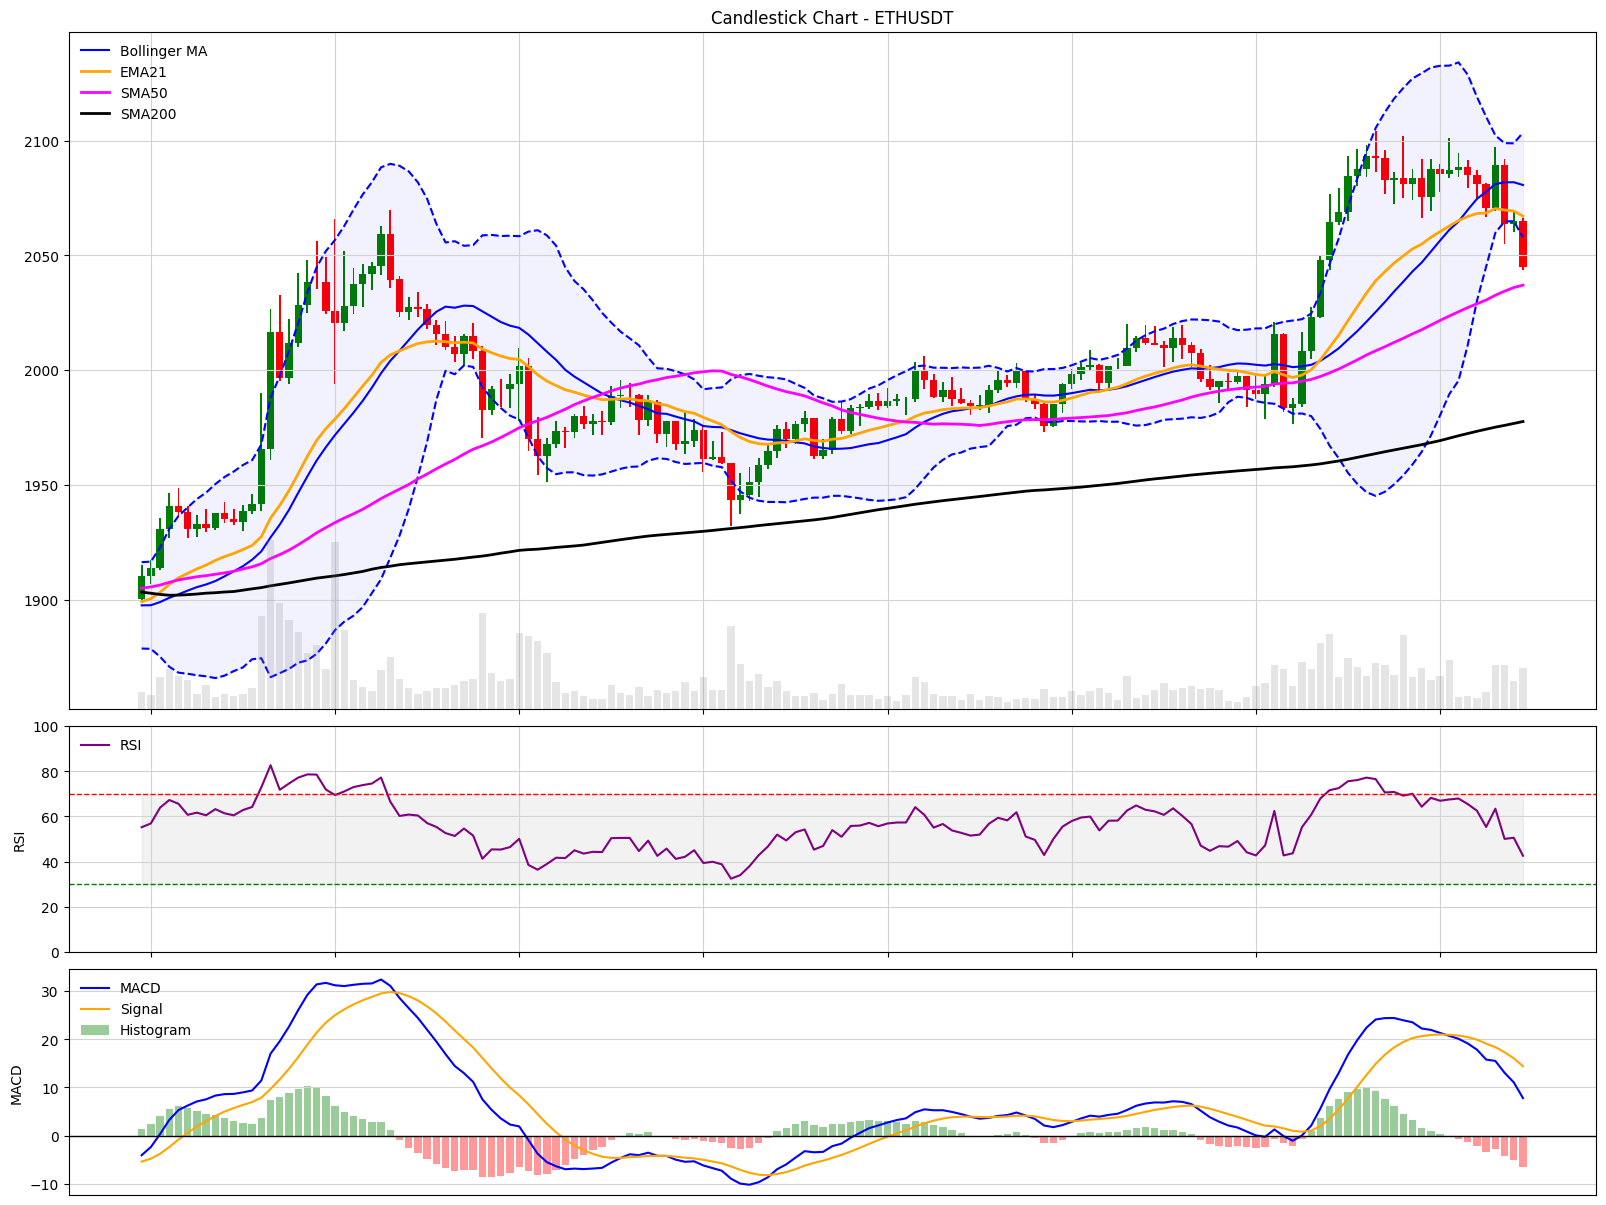 Candlestick Chart - ETHUSDT
Bollinger MA
EMA21
SMA50
SMA200
2100
2050
2000
1950
1900
RSI
100
80
60
40
20
0
RSI
MACD
Signal
Histogram
30
20
10
0
−10
MACD